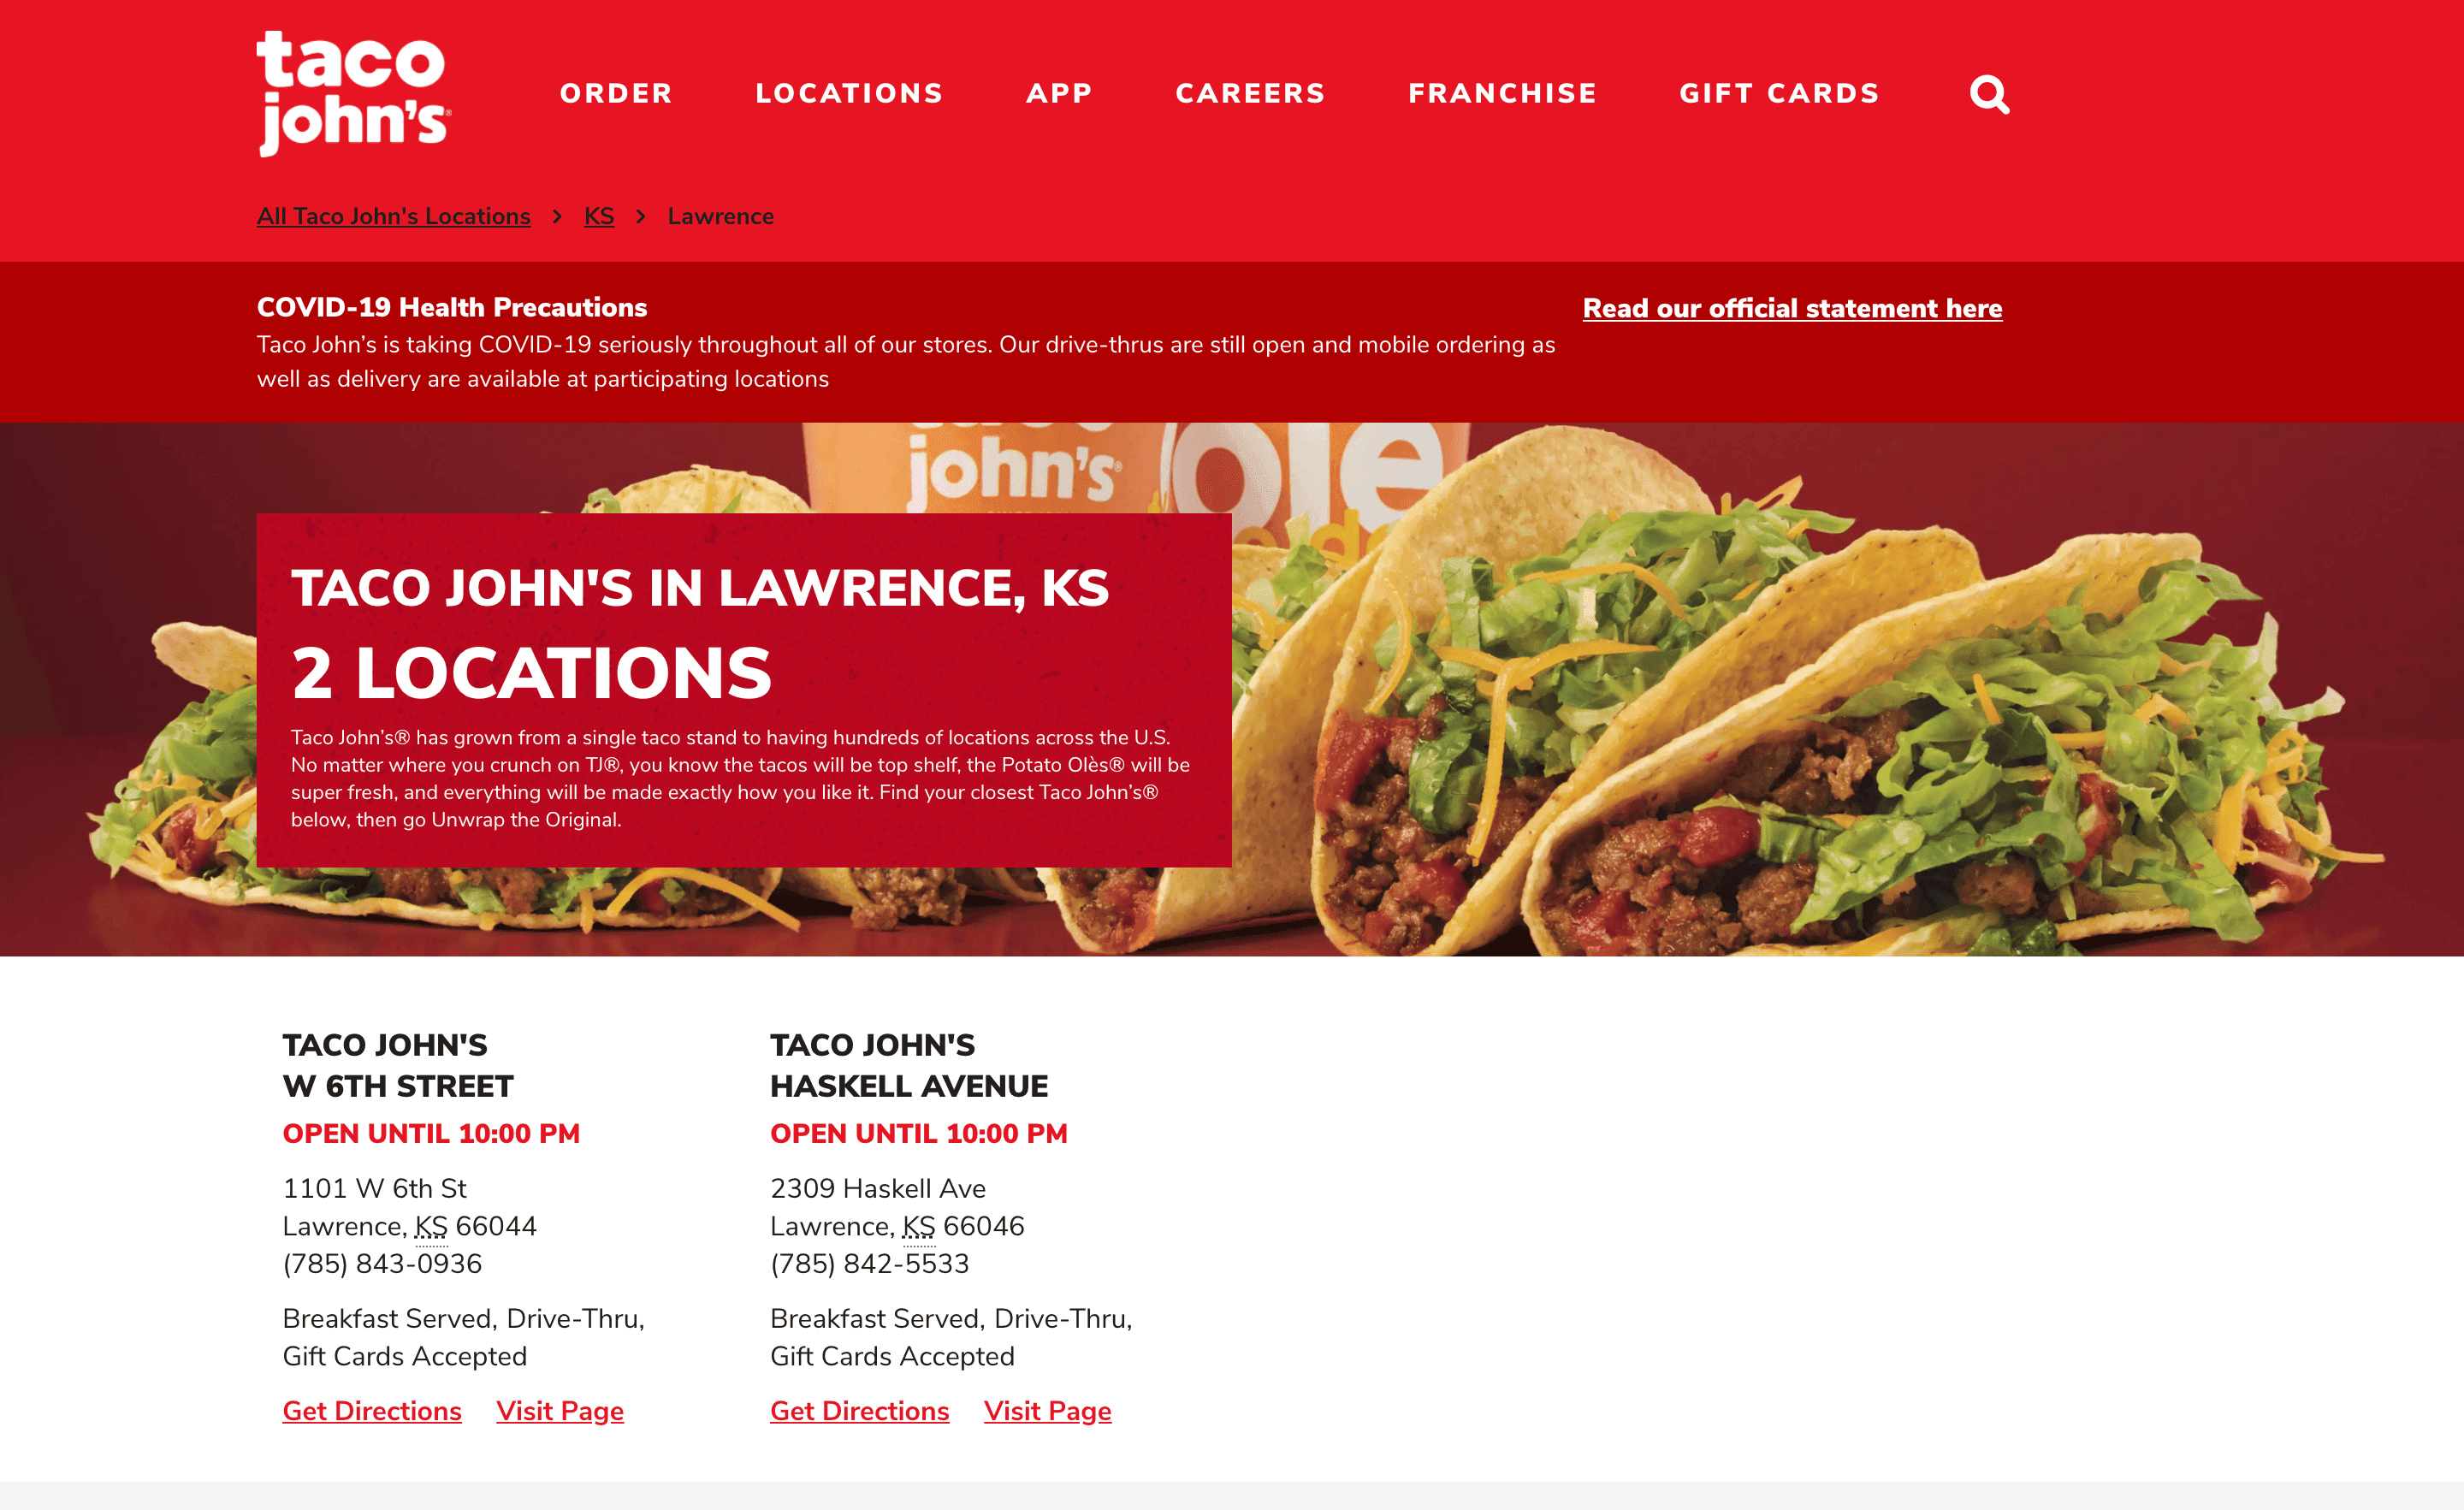 taco
john's®
ORDER
LOCATIONS
APP
CAREERS
FRANCHISE
GIFT CARDS
All Taco John's Locations > KS > Lawrence
COVID-19 Health Precautions
Read our official statement here
Taco John’s is taking COVID-19 seriously throughout all of our stores. Our drive-thrus are still open and mobile ordering as
well as delivery are available at participating locations
john's®
ole
TACO JOHN'S IN LAWRENCE, KS
2 LOCATIONS
Taco John’s® has grown from a single taco stand to having hundreds of locations across the U.S.
No matter where you crunch on TJ®, you know the tacos will be top shelf, the Potato Olès® will be
super fresh, and everything will be made exactly how you like it. Find your closest Taco John’s®
below, then go Unwrap the Original.
TACO JOHN'S
W 6TH STREET
OPEN UNTIL 10:00 PM
1101 W 6th St
Lawrence, KS 66044
(785) 843-0936
Breakfast Served, Drive-Thru,
Gift Cards Accepted
Get Directions
Visit Page
TACO JOHN'S
HASKELL AVENUE
OPEN UNTIL 10:00 PM
2309 Haskell Ave
Lawrence, KS 66046
(785) 842-5533
Breakfast Served, Drive-Thru,
Gift Cards Accepted
Get Directions
Visit Page